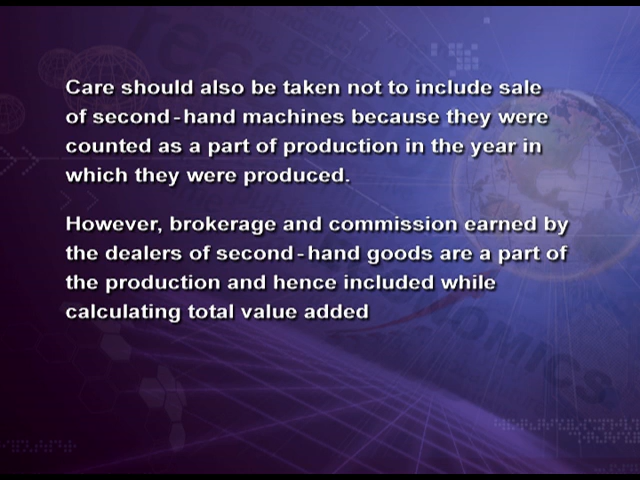 Care should also be taken not to include sale
of second-hand machines because they were
counted as a part of production in the year in
which they were produced.
However, brokerage and commission earned by
the dealers of second-hand goods are a part of
the production and hence included while
calculating total value added